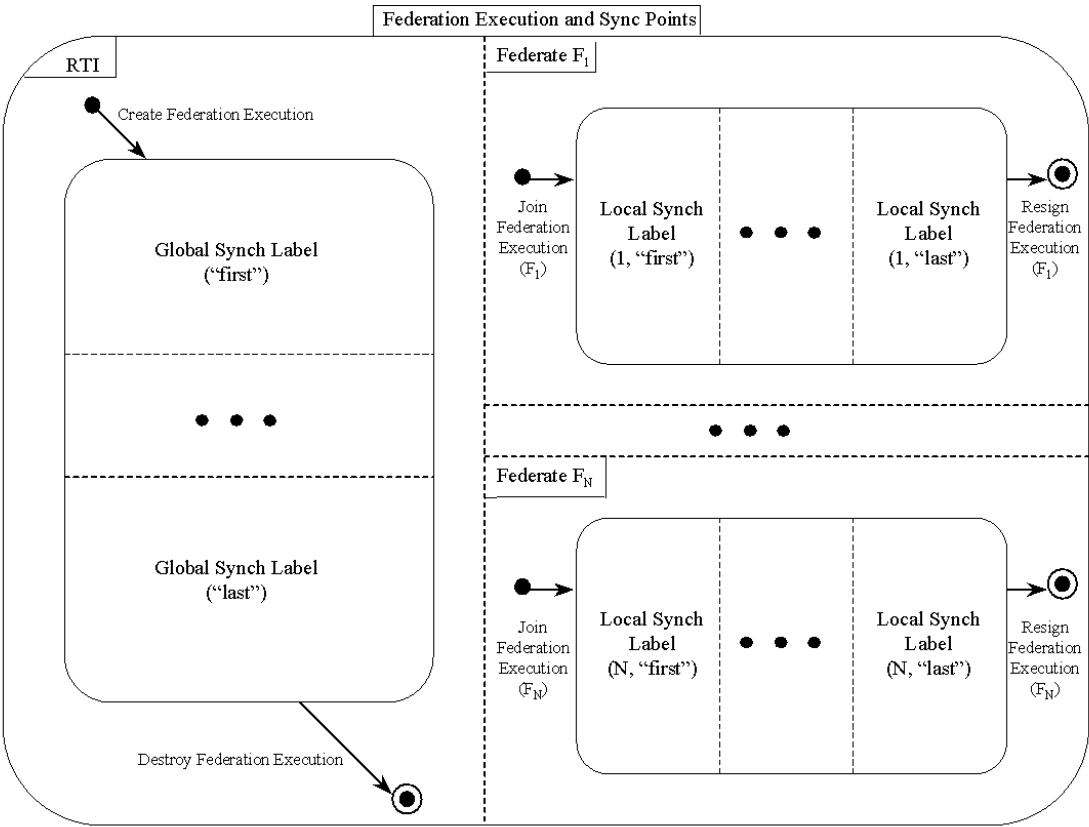 Federation Execution and Sync Points
RTI
Create Federation Execution
Global Synch Label
(“first”)
Global Synch Label
(“last”)
Destroy Federation Execution
Federate F1
Join
Federation
Execution
(F1)
Local Synch
Label
(1, “first”)
Local Synch
Label
(1, “last”)
Resign
Federation
Execution
(F1)
Federate FN
Join
Federation
Execution
(FN)
Local Synch
Label
(N, “first”)
Local Synch
Label
(N, “last”)
Resign
Federation
Execution
(FN)